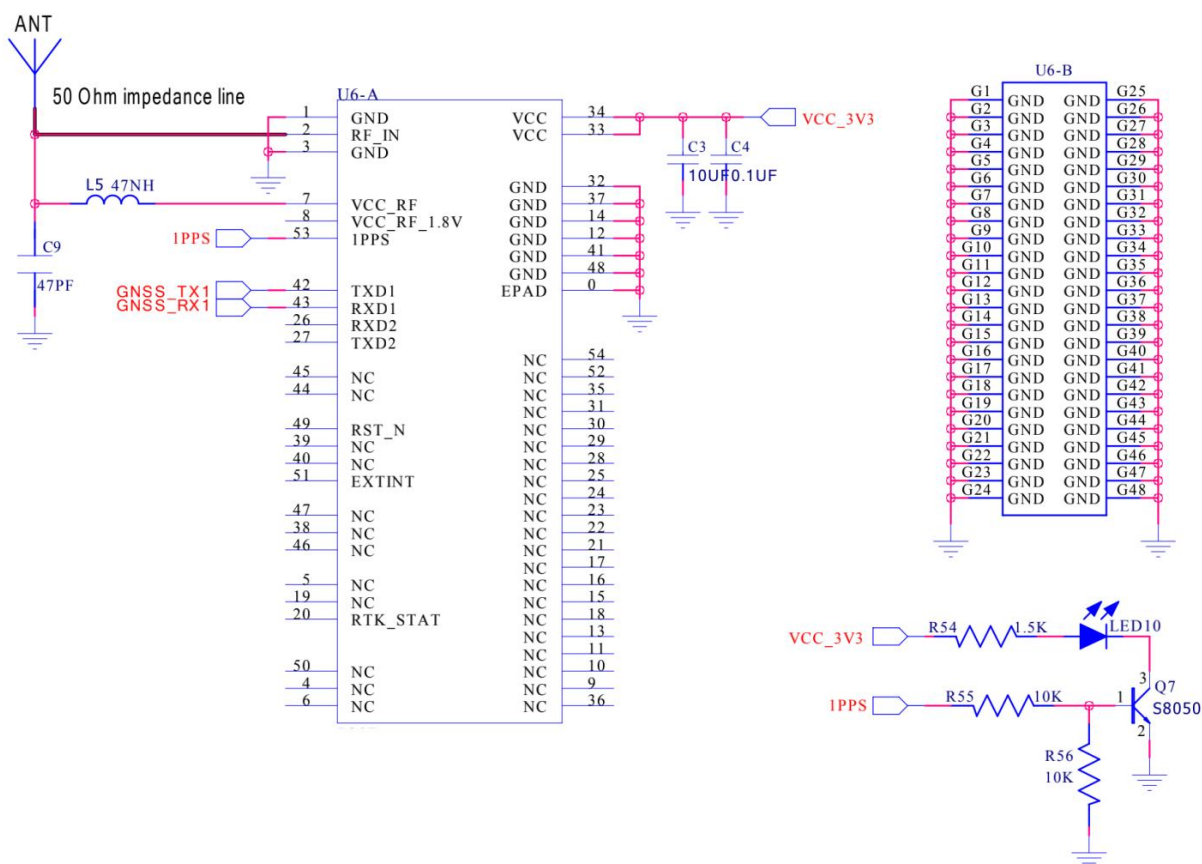 ANT
50 Ohm impedance line
U6-A
1 GND VCC 34
2 RF_IN VCC 33
3 GND
VCC_3V3
C3
C4
10UF0.1UF
L5 47NH
7 VCC_RF
8 VCC_RF_1.8V
1PPS 53 1PPS
C9
47PF
GNSS_TX1 42 TXD1
GNSS_RX1 43 RXD1
26 RXD2
27 TXD2
GND 32
GND 37
GND 14
GND 12
GND 41
GND 48
EPAD 0
45 NC
44 NC
49 RST_N
39 NC
40 NC
51 EXTINT
47 NC
38 NC
46 NC
5 NC
19 NC
20 RTK_STAT
50 NC
4 NC
6 NC
NC 54
NC 52
NC 35
NC 31
NC 30
NC 29
NC 28
NC 25
NC 24
NC 23
NC 22
NC 21
NC 17
NC 16
NC 15
NC 18
NC 13
NC 11
NC 10
NC 9
NC 36
U6-B
G1 GND GND G25
G2 GND GND G26
G3 GND GND G27
G4 GND GND G28
G5 GND GND G29
G6 GND GND G30
G7 GND GND G31
G8 GND GND G32
G9 GND GND G33
G10 GND GND G34
G11 GND GND G35
G12 GND GND G36
G13 GND GND G37
G14 GND GND G38
G15 GND GND G39
G16 GND GND G40
G17 GND GND G41
G18 GND GND G42
G19 GND GND G43
G20 GND GND G44
G21 GND GND G45
G22 GND GND G46
G23 GND GND G47
G24 GND GND G48
VCC_3V3 R54 1.5K LED10
1PPS R55 10K 1 3 Q7
S8050
2
R56
10K